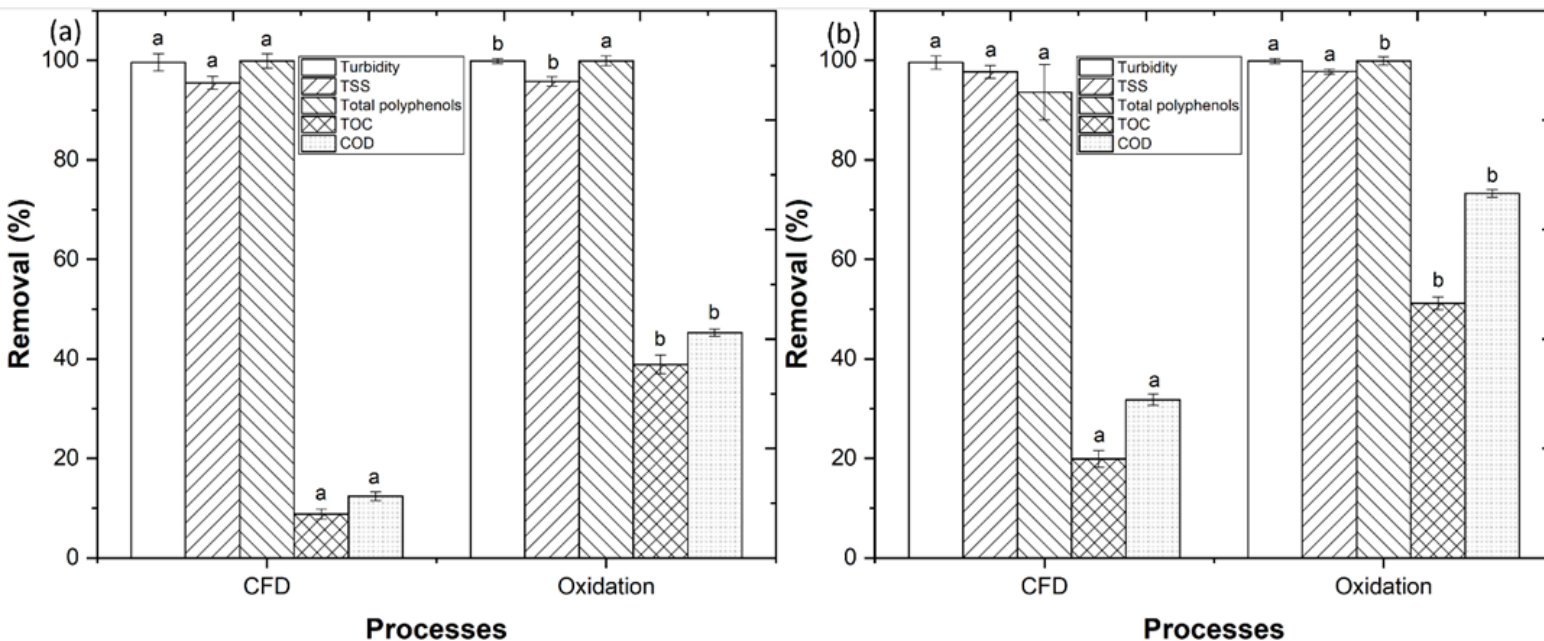 (a)
Removal (%)
100
80
60
40
20
0
a
a
a
a
a
b
b
a
b
b
Turbidity
TSS
Total polyphenols
TOC
COD
CFD
Oxidation
Processes
(b)
Removal (%)
100
80
60
40
20
0
a
a
a
a
a
a
a
b
b
b
Turbidity
TSS
Total polyphenols
TOC
COD
CFD
Oxidation
Processes